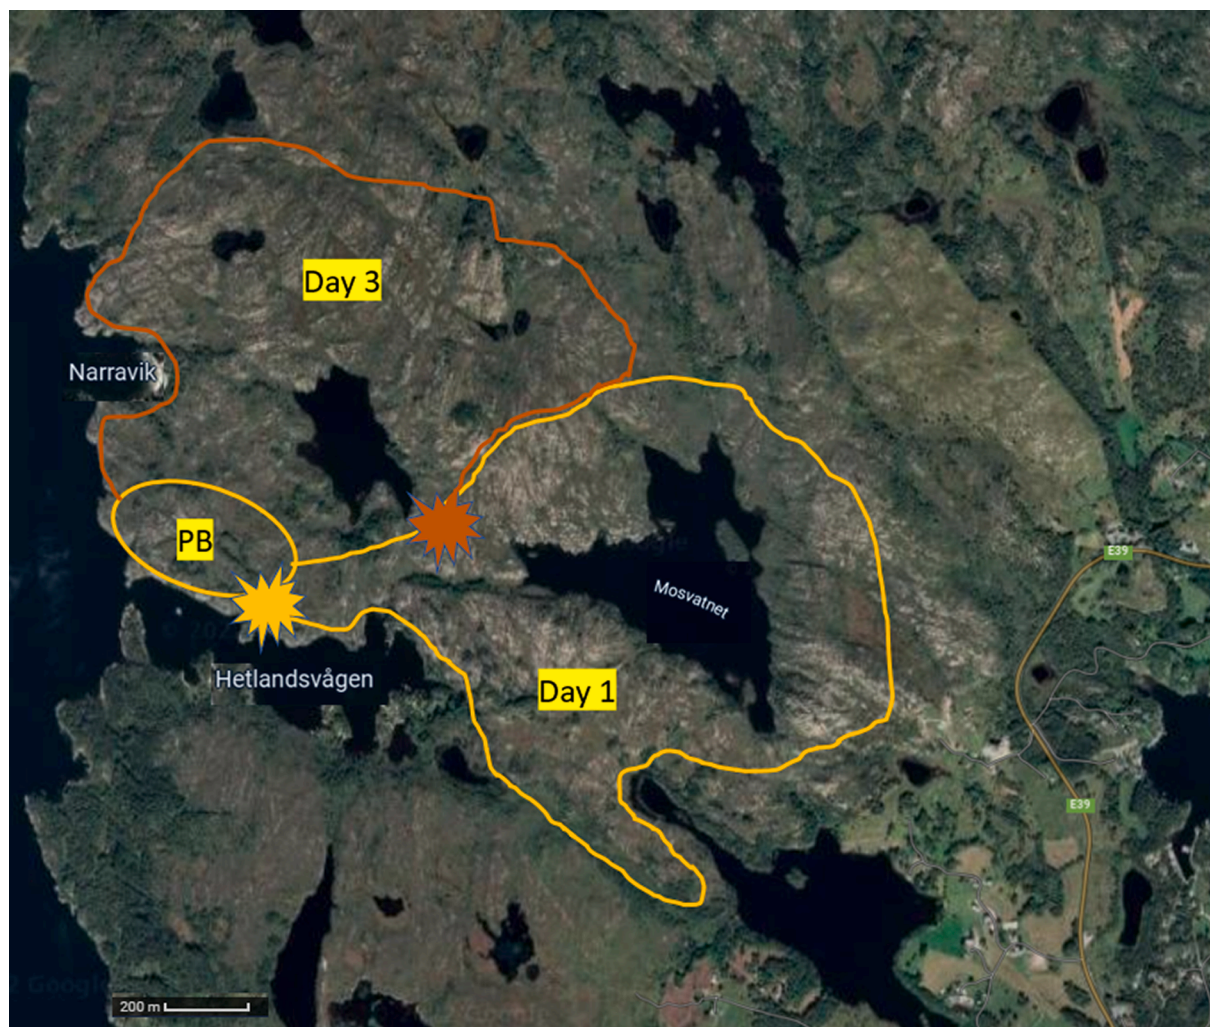 Day 3
Narravik
PB
E39
Mosvatnet
Hetlandsvågen
Day 1
E39
200 m